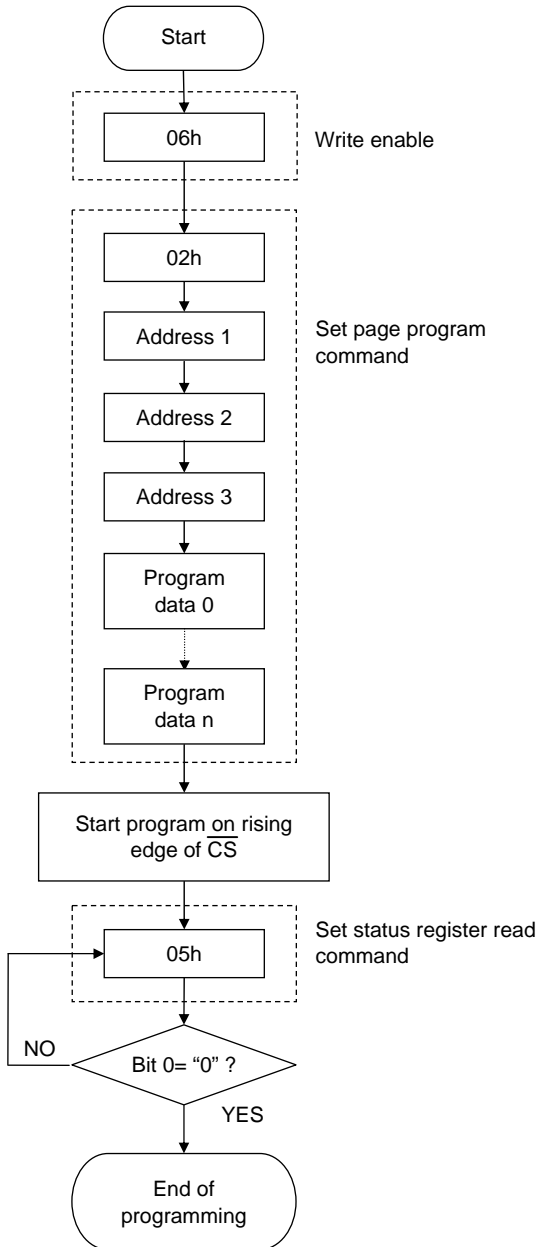 Start
06h
Write enable
02h
Set page program
command
Address 1
Address 2
Address 3
Program
data 0
Program
data n
Start program on rising
edge of C̅S̅
Set status register read
command
05h
NO
Bit 0= “0” ?
YES
End of
programming